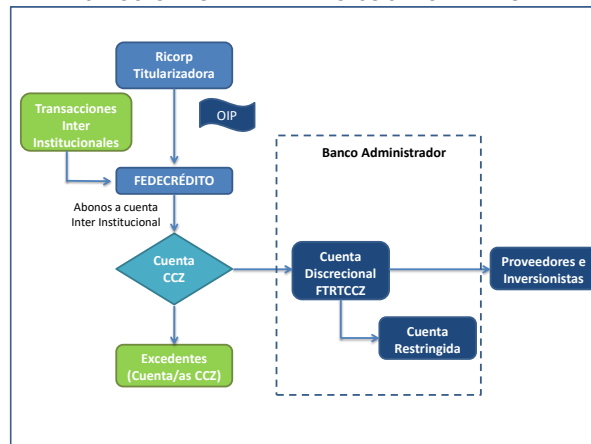 Ricorp
Titularizadora
Transacciones
Inter
Institucionales
OIP
FEDECRÉDITO
Banco Administrador
Abonos a cuenta
Inter Institucional
Cuenta
CCZ
Cuenta
Discrecional
FTRTCCZ
Proveedores e
Inversionistas
Cuenta
Restringida
Excedentes
(Cuenta/as CCZ)